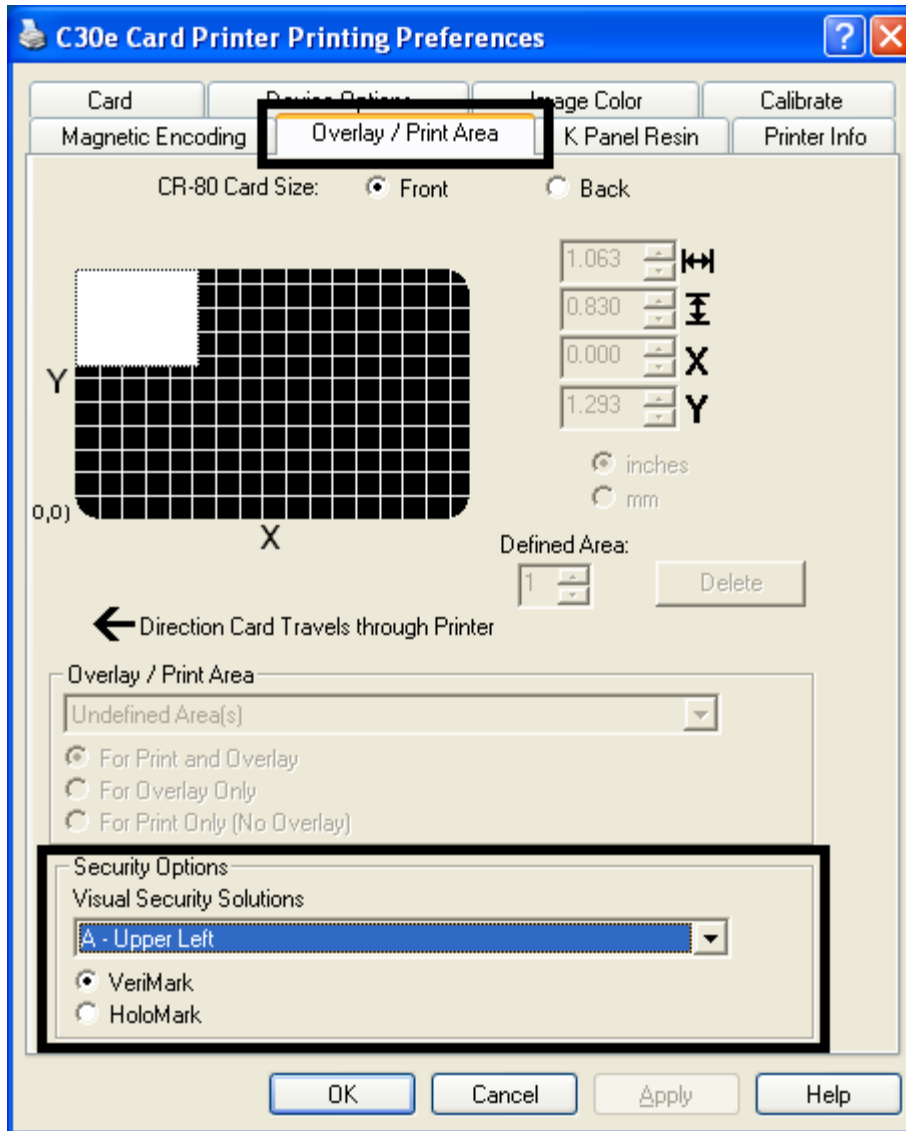 C30e Card Printer Printing Preferences
Card Device Options Image Color Calibrate
Magnetic Encoding Overlay / Print Area K Panel Resin Printer Info
CR-80 Card Size: Front Back
1.063
0.830
0.000 X
Y 1.293 Y
inches
mm
0,0)
X
Defined Area:
1 Delete
Direction Card Travels through Printer
Overlay / Print Area
Undefined Area(s)
For Print and Overlay
For Overlay Only
For Print Only (No Overlay)
Security Options
Visual Security Solutions
A - Upper Left
VeriMark
HoloMark
OK Cancel Apply Help